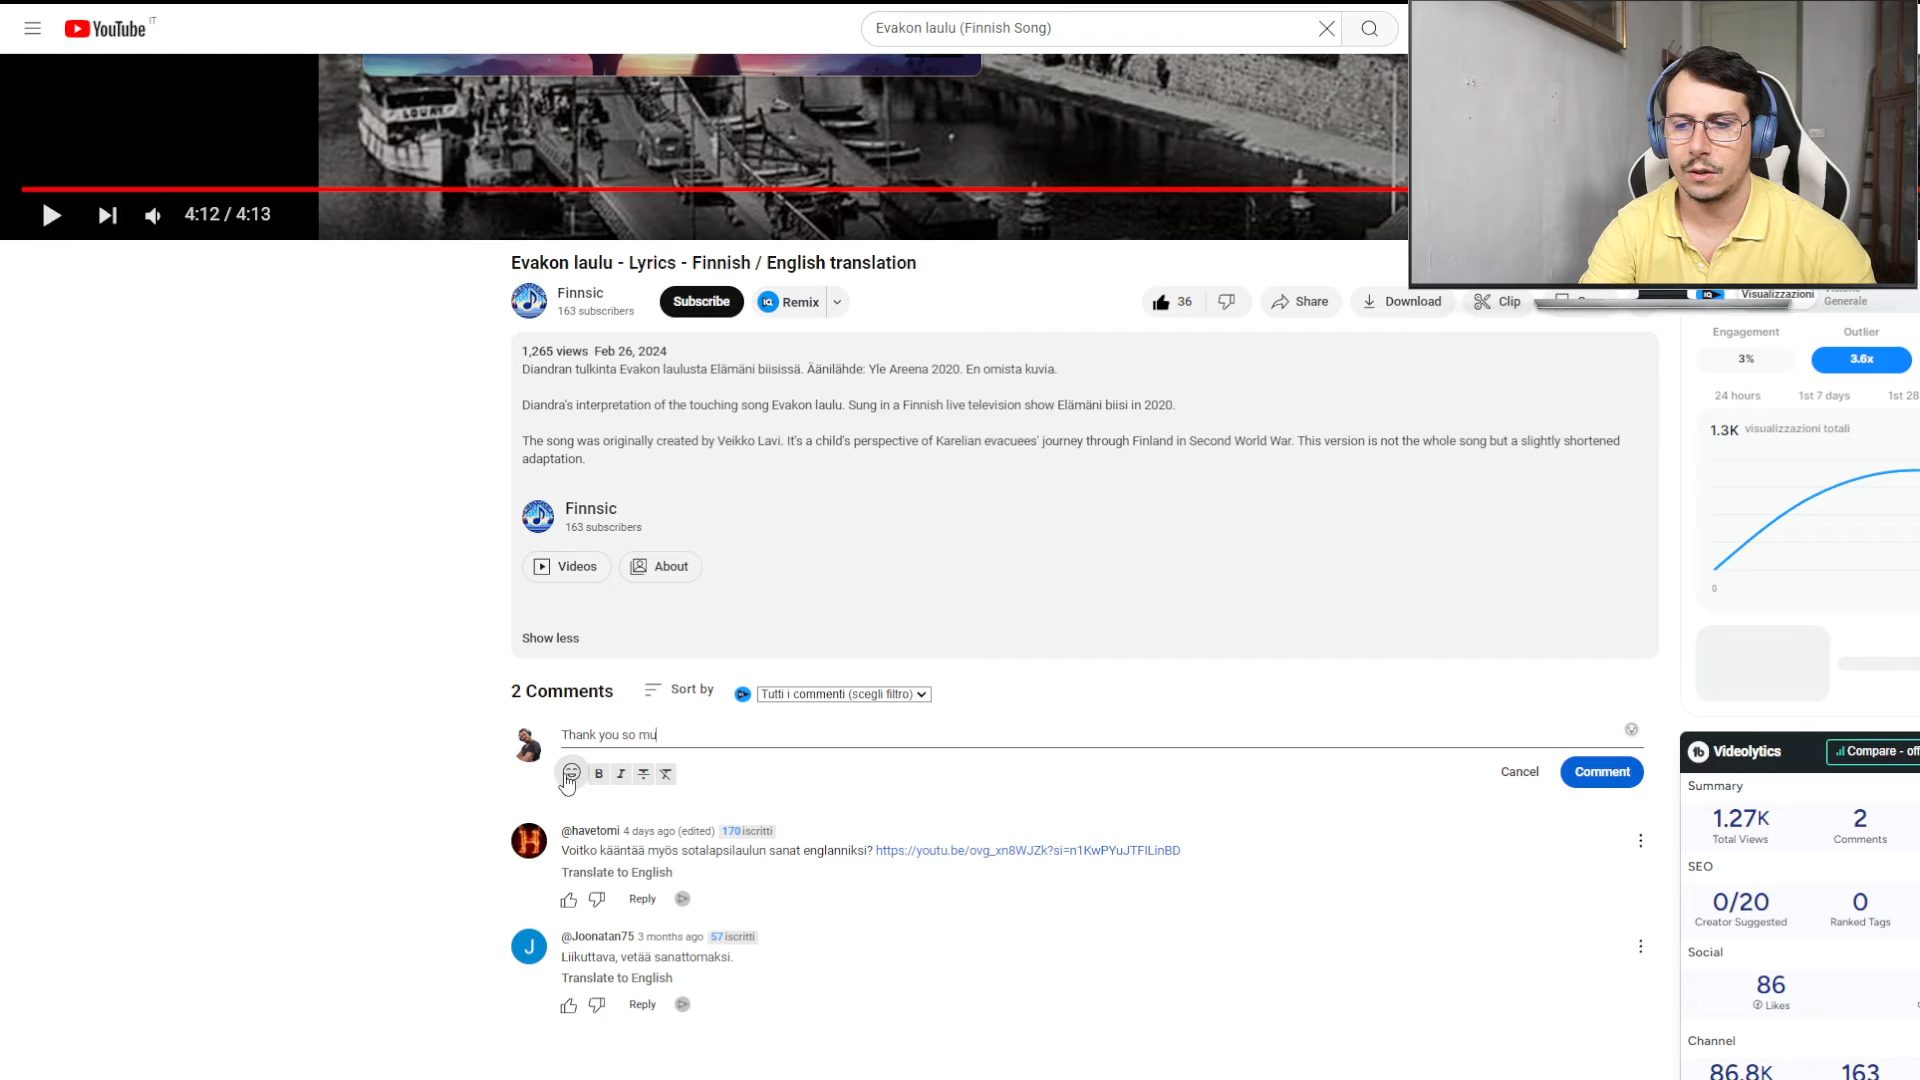 YouTube IT
Evakon laulu (Finnish Song)
4:12 / 4:13
Evakon laulu - Lyrics - Finnish / English translation
Finnsic
163 subscribers
Subscribe
Remix
36
Share
Download
Clip
1,265 views Feb 26, 2024
Diandran tulkinta Evakon laulusta Elämäni biisissä. Äänilähde: Yle Areena 2020. En omista kuvia.
Diandra's interpretation of the touching song Evakon laulu. Sung in a Finnish live television show Elämäni biisi in 2020.
The song was originally created by Veikko Lavi. It's a child's perspective of Karelian evacuees' journey through Finland in Second World War. This version is not the whole song but a slightly shortened
adaptation.
Finnsic
163 subscribers
Videos
About
Show less
2 Comments
Sort by
Tutti i commenti (scegli filtro)
Thank you so mu
B I
Cancel
Comment
@havetomi 4 days ago (edited) 170 iscritti
Voitko kääntää myös sotalapsilaulun sanat englanniksi? https://youtu.be/ovg_xn8WJZk?si=n1KwPYuJTFILinBD
Translate to English
Reply
J
@Joonatan75 3 months ago 57 iscritti
Liikuttava, vetää sanattomaksi.
Translate to English
Reply
Visualizzazioni
Generale
Engagement
Outlier
3%
3.6x
24 hours
1st 7 days
1st 28
1.3K visualizzazioni totali
0
Videolytics
Compare - off
Summary
1.27K
2
Total Views
Comments
SEO
0/20
0
Creator Suggested
Ranked Tags
Social
86
Likes
Channel
86.8K
163